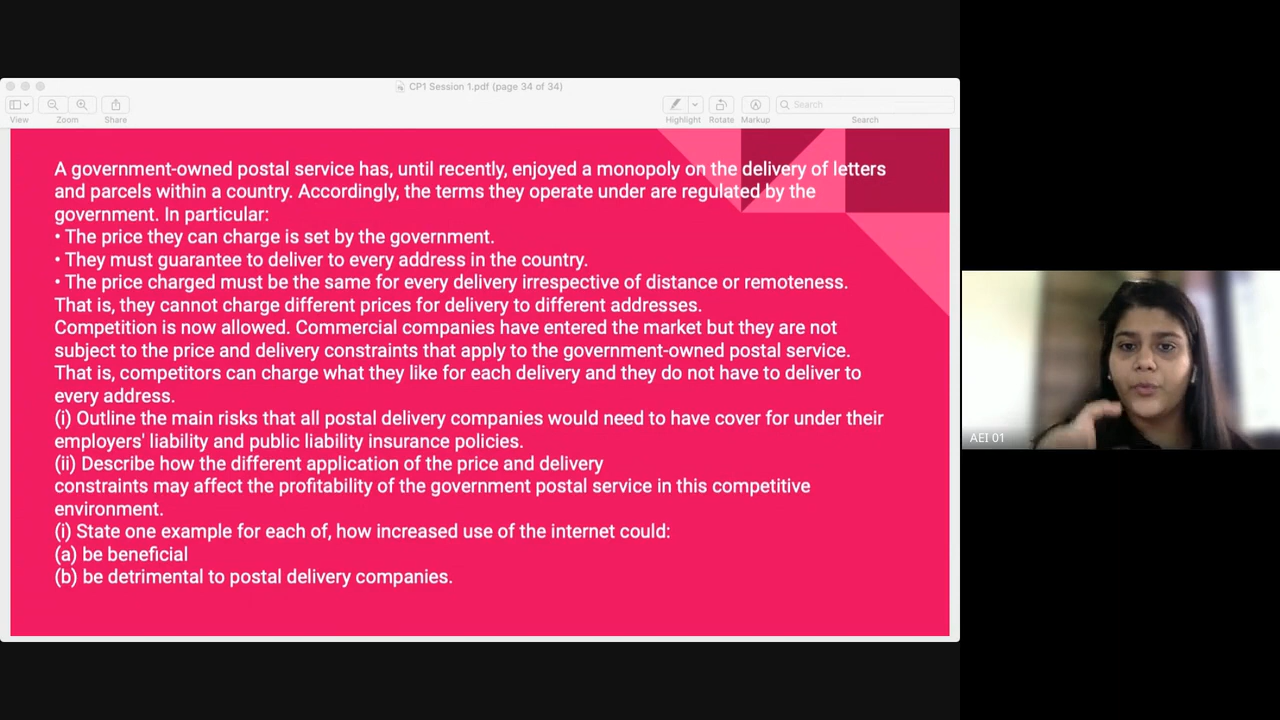 CP1 Session 1.pdf (page 34 of 34)
View
Zoom
Share
Highlight
Rotate
Markup
Search
Search
A government-owned postal service has, until recently, enjoyed a monopoly on the delivery of letters
and parcels within a country. Accordingly, the terms they operate under are regulated by the
government. In particular:
• The price they can charge is set by the government.
• They must guarantee to deliver to every address in the country.
• The price charged must be the same for every delivery irrespective of distance or remoteness.
That is, they cannot charge different prices for delivery to different addresses.
Competition is now allowed. Commercial companies have entered the market but they are not
subject to the price and delivery constraints that apply to the government-owned postal service.
That is, competitors can charge what they like for each delivery and they do not have to deliver to
every address.
(i) Outline the main risks that all postal delivery companies would need to have cover for under their
employers' liability and public liability insurance policies.
(ii) Describe how the different application of the price and delivery
constraints may affect the profitability of the government postal service in this competitive
environment.
(i) State one example for each of, how increased use of the internet could:
(a) be beneficial
(b) be detrimental to postal delivery companies.
AEI 01